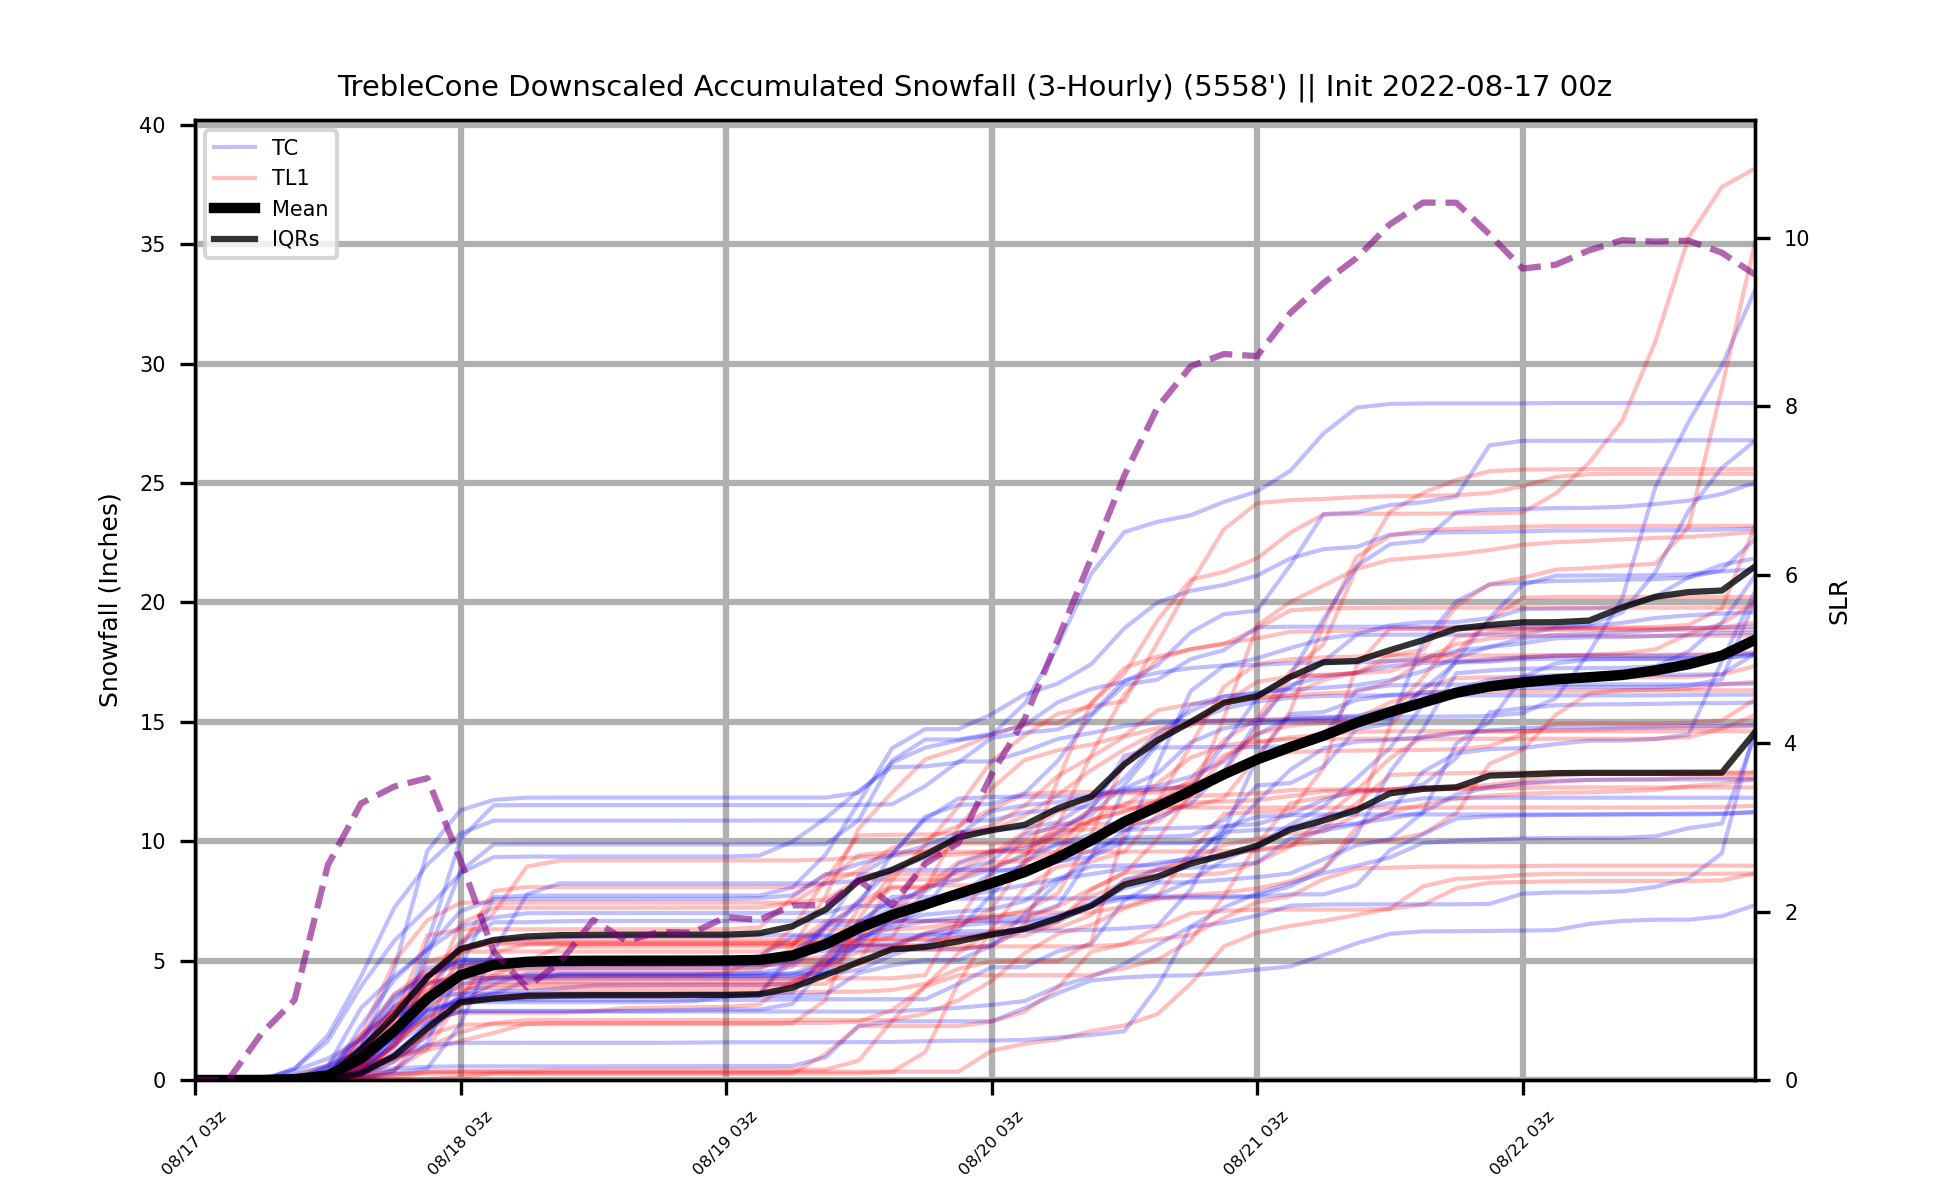 TrebleCone Downscaled Accumulated Snowfall (3-Hourly) (5558') || Init 2022-08-17 00z
TC
TL1
Mean
IQRs
Snowfall (Inches)
40
35
30
25
20
15
10
5
0
SLR
10
8
6
4
2
0
08/17 03z
08/18 03z
08/19 03z
08/20 03z
08/21 03z
08/22 03z